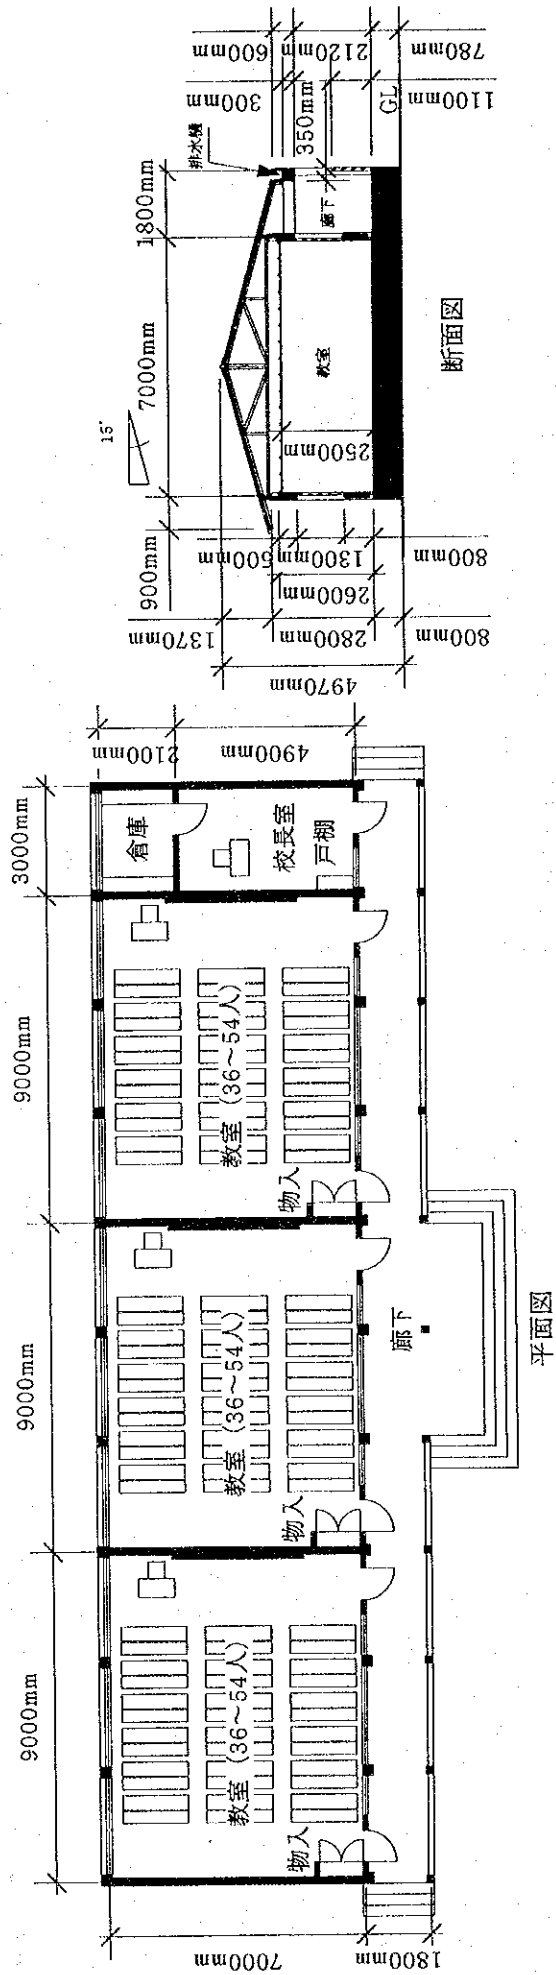 9000mm
9000mm
9000mm
3000mm
7000mm
1800mm
2100mm
4900mm
教室 (36~54人)
教室 (36~54人)
教室 (36~54人)
物入
物入
物入
倉庫
校長室
戸棚
廊下
平面図
900mm
7000mm
1800mm
15°
排水樋
600mm
2120mm
780mm
300mm
350mm
1100mm
GL
廊下
教室
2500mm
500mm
1300mm
800mm
2600mm
1370mm
2800mm
800mm
4970mm
断面図